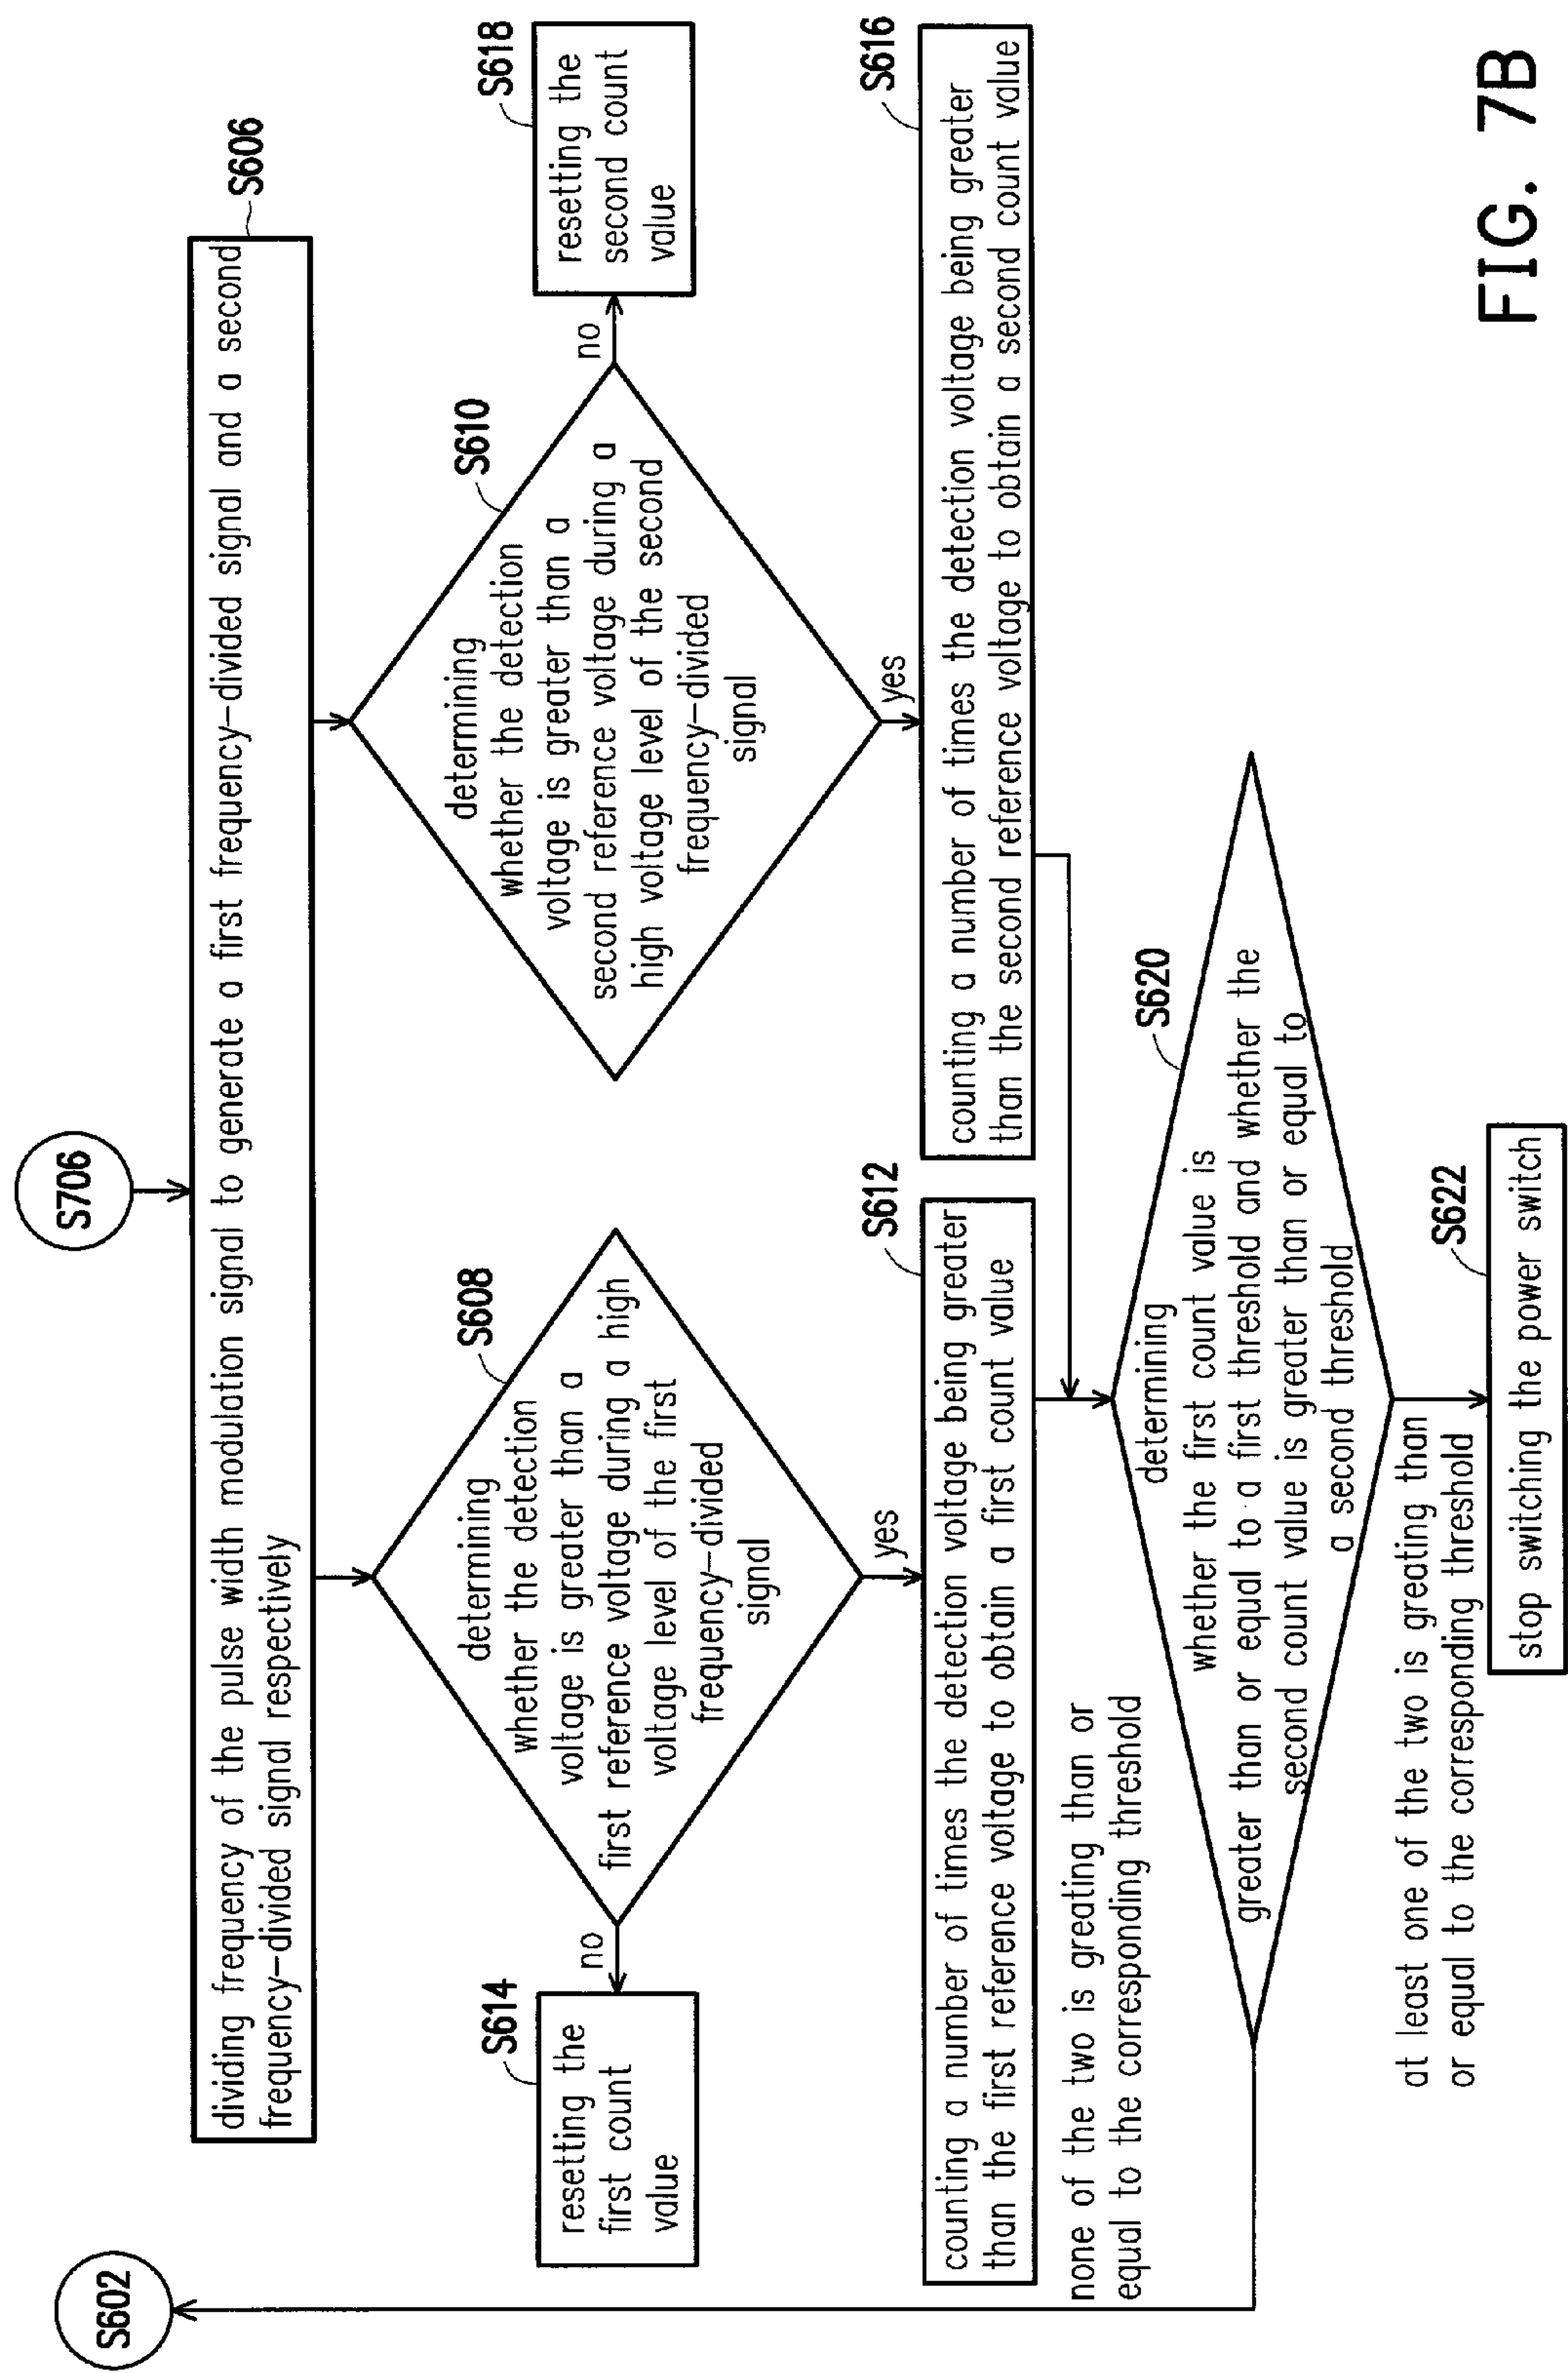 S602
S706
S606
dividing frequency of the pulse width modulation signal to generate a first frequency-divided signal and a second
frequency-divided signal respectively
S608
determining
whether the detection
voltage is greater than a
first reference voltage during a high
voltage level of the first
frequency-divided
signal
no
S614
resetting the
first count
value
yes
S610
determining
whether the detection
voltage is greater than a
second reference voltage during a
high voltage level of the second
frequency-divided
signal
no
S618
resetting the
second count
value
yes
S612
counting a number of times the detection voltage being greater
than the first reference voltage to obtain a first count value
S616
counting a number of times the detection voltage being greater
than the second reference voltage to obtain a second count value
none of the two is greating than or
equal to the corresponding threshold
S620
determining
whether the first count value is
greater than or equal to a first threshold and whether the
second count value is greater than or equal to
a second threshold
at least one of the two is greating than
or equal to the corresponding threshold
S622
stop switching the power switch
FIG. 7B